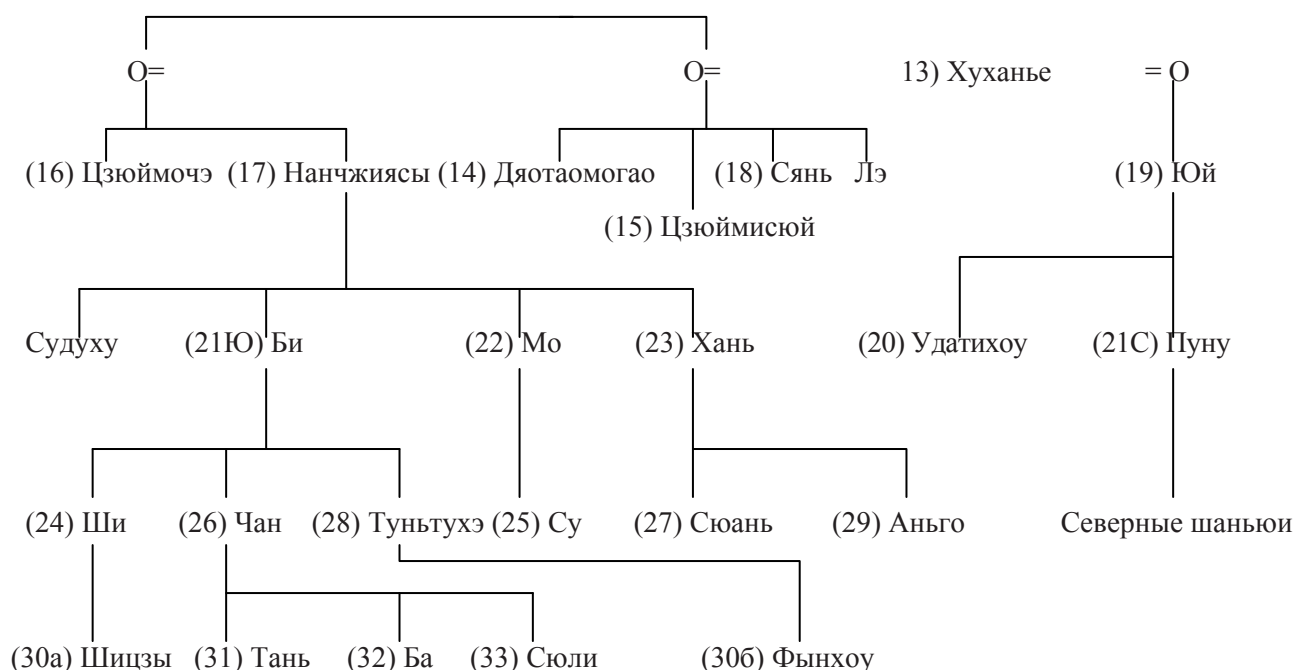 О= О= 13) Хуханье = О
(16) Цзюймочэ (17) Нанчжиясы (14) Дяотаомогао (18) Сянь Лэ (19) Юй
(15) Цзюймисюй
Судуху (21Ю) Би (22) Мо (23) Хань (20) Удатихоу (21С) Пуну
(24) Ши (26) Чан (28) Туньтухэ (25) Су (27) Сюань (29) Аньго Северные шаньюи
(30а) Шицзы (31) Тань (32) Ба (33) Сюли (30б) Фынхоу